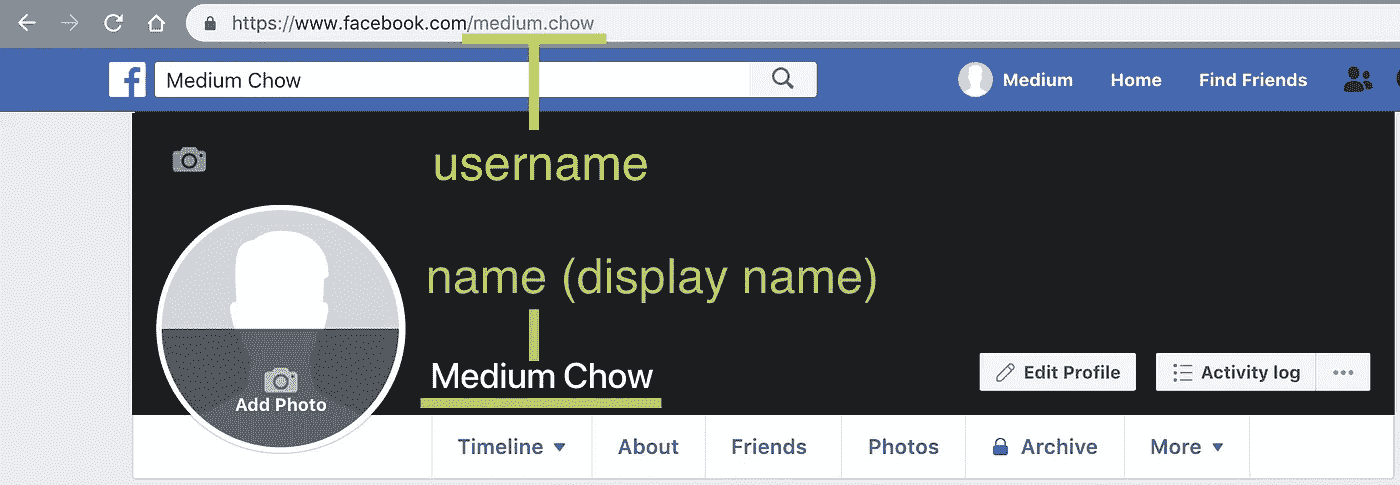 https://www.facebook.com/medium.chow
f Medium Chow Medium Home Find Friends
username
name (display name)
Medium Chow
Add Photo
Edit Profile Activity log ...
Timeline About Friends Photos Archive More